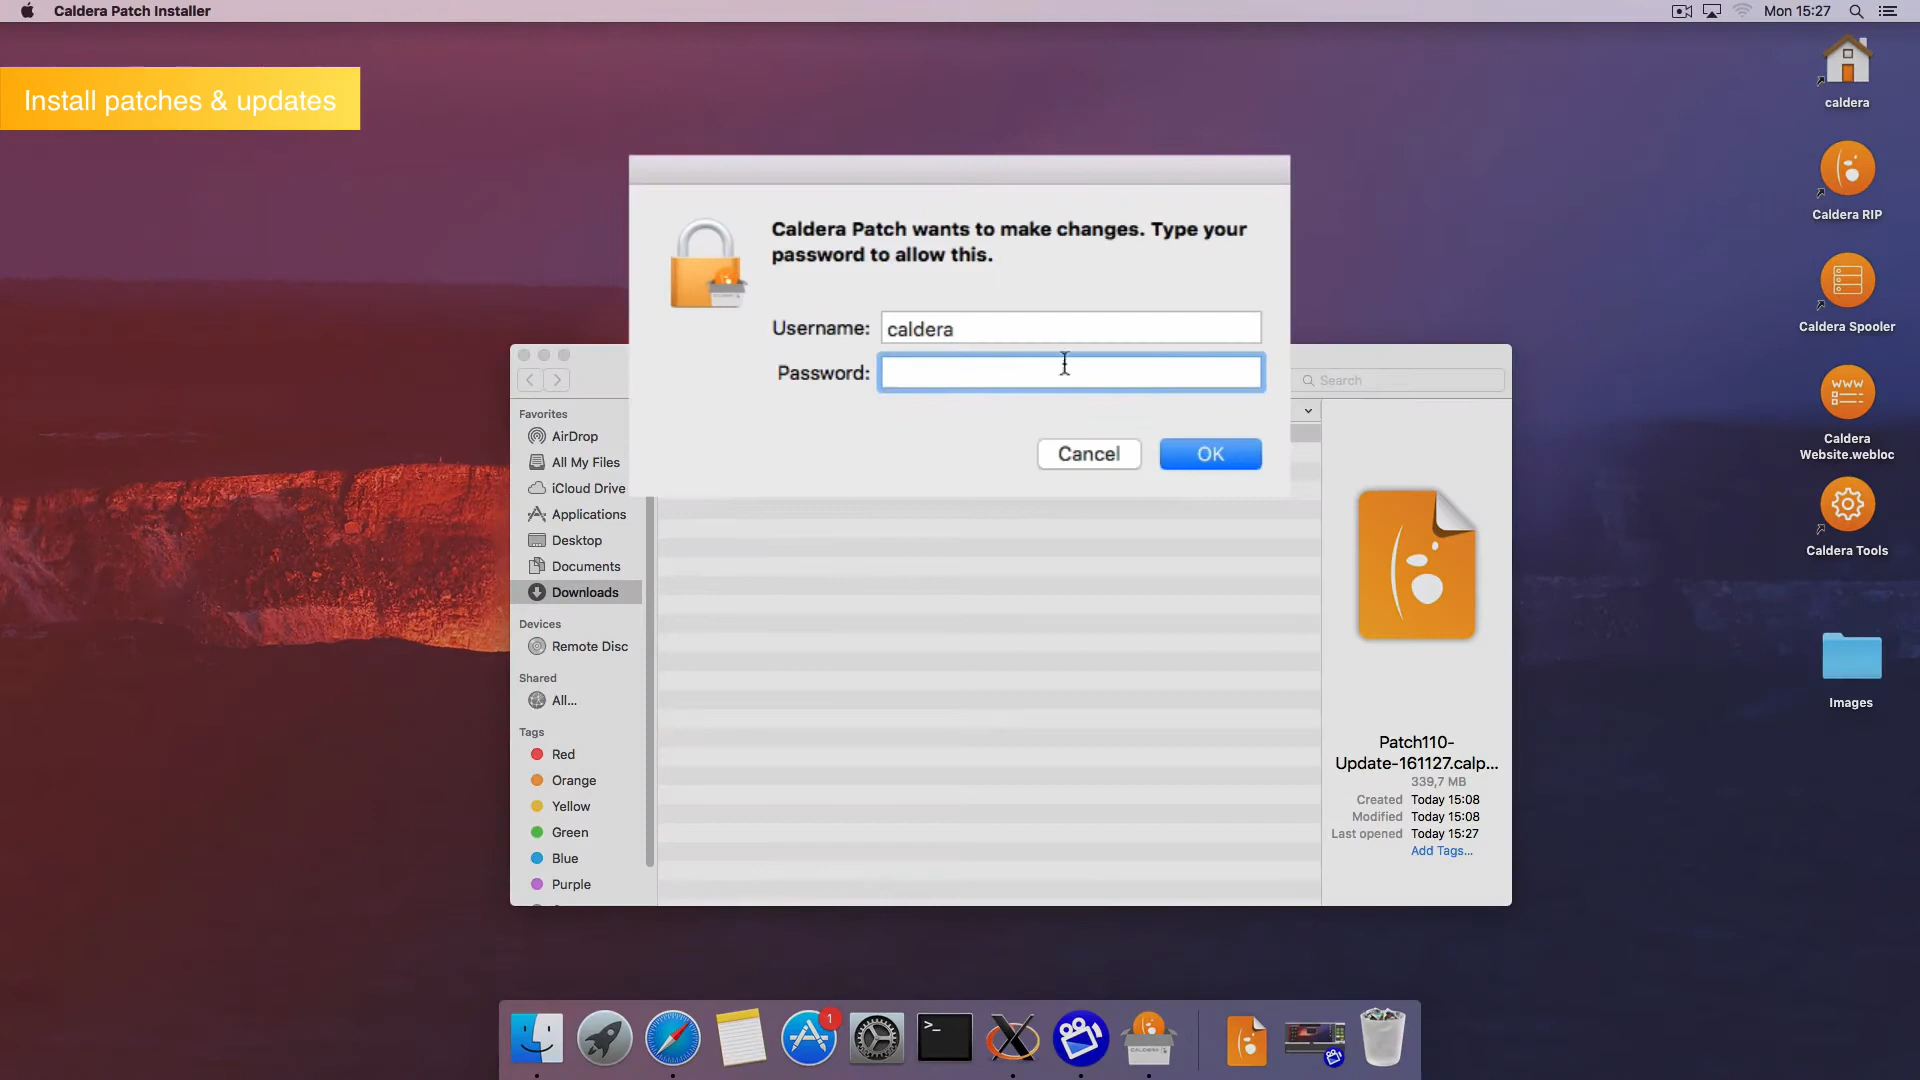 Caldera Patch Installer
Mon 15:27
Install patches & updates
Caldera Patch wants to make changes. Type your
password to allow this.
Username: caldera
Password:
Cancel
OK
Search
Favorites
AirDrop
All My Files
iCloud Drive
Applications
Desktop
Documents
Downloads
Devices
Remote Disc
Shared
All...
Tags
Red
Orange
Yellow
Green
Blue
Purple
Patch110-
Update-161127.calp...
339,7 MB
Created Today 15:08
Modified Today 15:08
Last opened Today 15:27
Add Tags...
caldera
Caldera RIP
Caldera Spooler
WWW
Caldera
Website.webloc
Caldera Tools
Images
1
>_
CALDERA